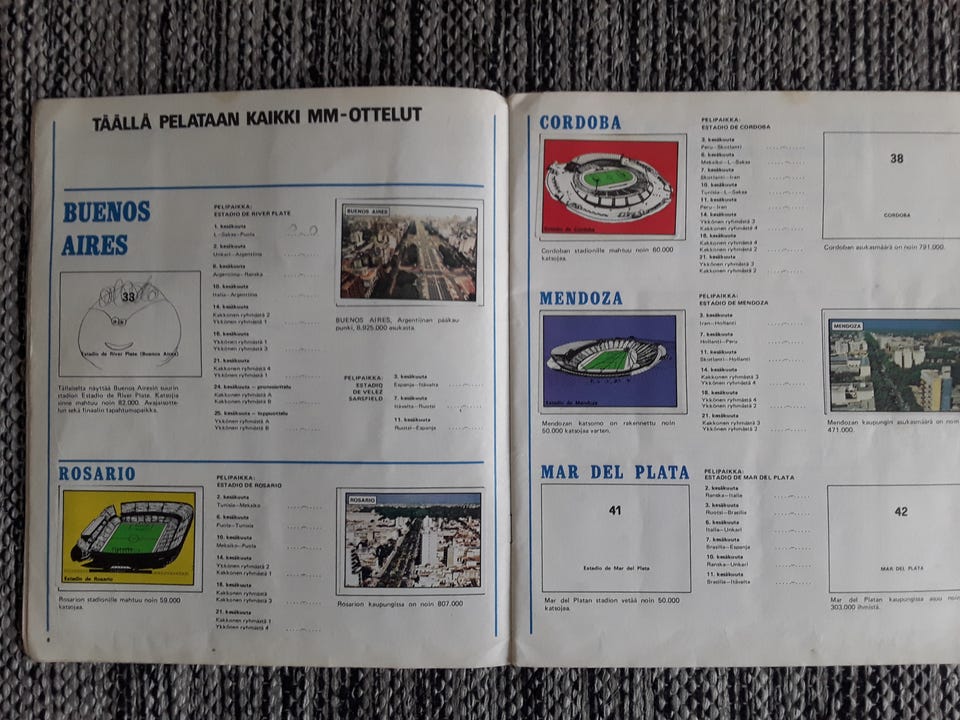 TÄÄLLÄ PELATAAN KAIKKI MM-OTTELUT
BUENOS
AIRES
33
Estadio de River Plate (Buenos Aires)
Tällaiselta näyttää Buenos Airesin suurin
stadion Estadio de River Plate. Katsojia
sinne mahtuu noin 82.000. Avajaisotte-
lun sekä finaalin tapahtumapaikka.
PELIPAIKKA:
ESTADIO DE RIVER PLATE
1. kesäkuuta
L-Saksa-Puola
2. kesäkuuta
Unkari-Argentiina
6. kesäkuuta
Argentiina-Ranska
10. kesäkuuta
Italia-Argentiina
14. kesäkuuta
Kakkonen ryhmästä 2
Ykkönen ryhmästä 1
18. kesäkuuta
Ykkönen ryhmästä 1
Ykkönen ryhmästä 3
21. kesäkuuta
Kakkonen ryhmästä 4
Ykkönen ryhmästä 1
24. kesäkuuta – pronssiottelu
Kakkonen ryhmästä A
Kakkonen ryhmästä B
25. kesäkuuta – loppuottelu
Ykkönen ryhmästä A
Ykkönen ryhmästä B
BUENOS AIRES
BUENOS AIRES, Argentiinan pääkau-
punki, 8,925.000 asukasta.
PELIPAIKKA:
ESTADIO
DE VELEZ
SARSFIELD
3. kesäkuuta
Espanja-Itävalta
7. kesäkuuta
Itävalta-Ruotsi
11. kesäkuuta
Ruotsi-Espanja
ROSARIO
Estadio de Rosario
Rosarion stadionille mahtuu noin 59.000
katsojaa.
PELIPAIKKA:
ESTADIO DE ROSARIO
2. kesäkuuta
Tunisia-Meksiko
6. kesäkuuta
Puola-Tunisia
10. kesäkuuta
Meksiko-Puola
14. kesäkuuta
Ykkönen ryhmästä 2
Kakkonen ryhmästä 1
18. kesäkuuta
Kakkonen ryhmästä
Kakkonen ryhmästä 3
21. kesäkuuta
Kakkonen ryhmästä 1
Ykkönen ryhmästä 4
ROSARIO
Rosarion kaupungissa on noin 807.000
CORDOBA
Estadio de Cordoba
Cordoban stadionille mahtuu noin 60.000
katsojaa.
PELIPAIKKA:
ESTADIO DE CORDOBA
3. kesäkuuta
Peru-Skotlanti
6. kesäkuuta
Meksiko-L-Saksa
7. kesäkuuta
Skotlanti-Iran
10. kesäkuuta
Tunisia-L-Saksa
11. kesäkuuta
Peru-Iran
14. kesäkuuta
Ykkönen ryhmästä 3
Kakkonen ryhmästä 4
18. kesäkuuta
Kakkonen ryhmästä 4
Kakkonen ryhmästä 2
21. kesäkuuta
Ykkönen ryhmästä 3
Kakkonen ryhmästä 2
38
CORDOBA
Cordoban asukasmäärä on noin 791.000.
MENDOZA
Estadio de Mendoza
Mendozan katsomo on rakennettu noin
50.000 katsojaa varten.
PELIPAIKKA:
ESTADIO DE MENDOZA
3. kesäkuuta
Iran-Hollanti
7. kesäkuuta
Hollanti-Peru
11. kesäkuuta
Skotlanti-Hollanti
14. kesäkuuta
Kakkonen ryhmästä 3
Ykkönen ryhmästä 4
18. kesäkuuta
Ykkönen ryhmästä 4
Ykkönen ryhmästä 2
21. kesäkuuta
Kakkonen ryhmästä 3
Ykkönen ryhmästä 2
MENDOZA
Mendozan kaupungin asukasmäärä on noin
471.000.
MAR DEL PLATA
41
Estadio de Mar del Plata
Mar del Platan stadion vetää noin 50.000
katsojaa.
PELIPAIKKA:
ESTADIO DE MAR DEL PLATA
2. kesäkuuta
Ranska-Italia
3. kesäkuuta
Ruotsi-Brasilia
6. kesäkuuta
Italia-Unkari
7. kesäkuuta
Brasilia-Espanja
10. kesäkuuta
Ranska-Unkari
11. kesäkuuta
Brasilia-Itävalta
42
MAR DEL PLATA
Mar del Platan kaupungissa asuu noin
303.000 ihmistä.